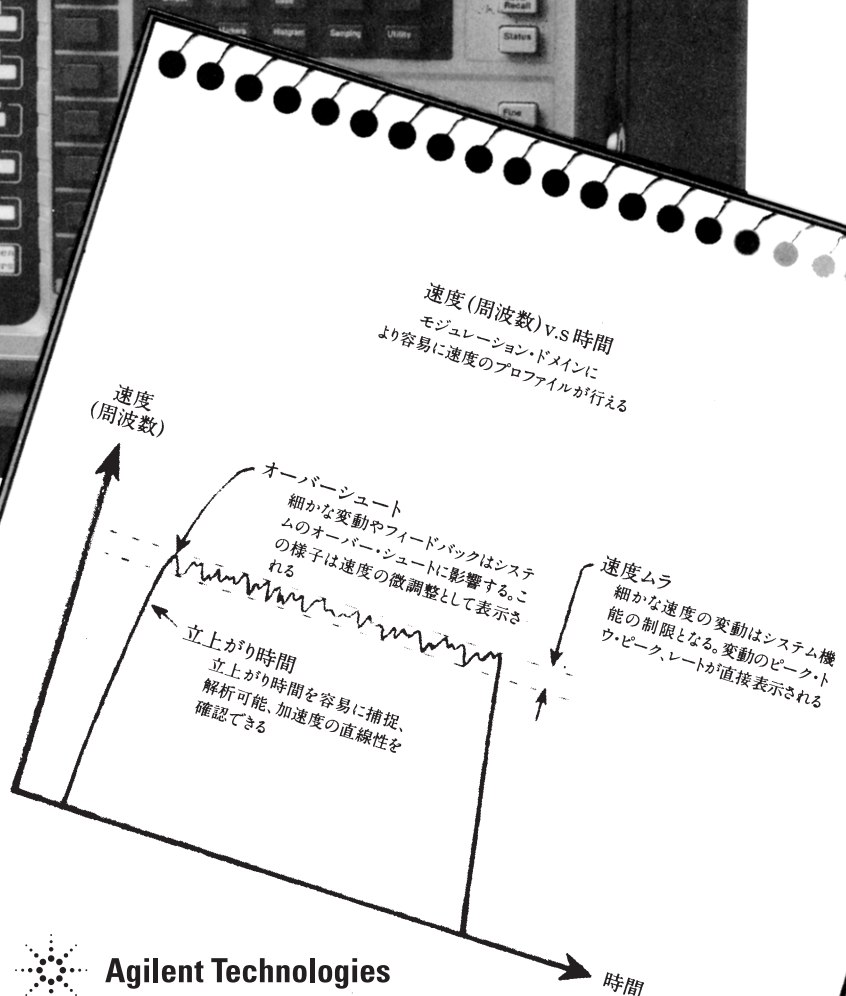 Recall
Histgram
Sampling
Utility
Status
Fine
速度(周波数)v.s時間
モジュレーション・ドメインに
より容易に速度のプロファイルが行える
速度
(周波数)
オーバーシュート
細かな変動やフィードバックはシステ
ムのオーバー・シュートに影響する。こ
の様子は速度の微調整として表示さ
れる
速度ムラ
細かな速度の変動はシステム機
能の制限となる。変動のピーク・ト
ウ・ピーク、レートが直接表示される
立上がり時間
立上がり時間を容易に捕捉、
解析可能、加速度の直線性を
確認できる
時間
Agilent Technologies